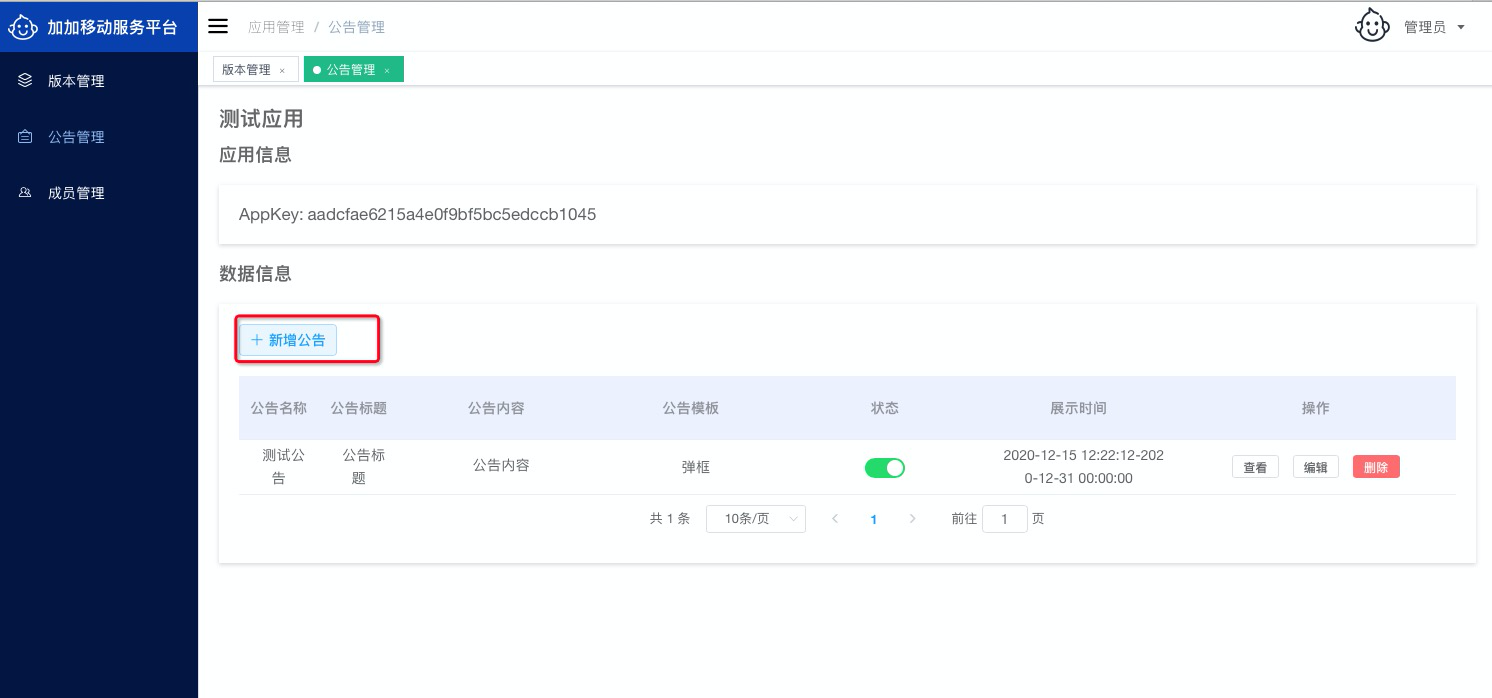 加加移动服务平台
应用管理 / 公告管理
管理员
版本管理 ×
公告管理 ×
版本管理
公告管理
成员管理
测试应用
应用信息
AppKey: aadcfae6215a4e0f9bf5bc5edccb1045
数据信息
+ 新增公告
公告名称 公告标题 公告内容 公告模板 状态 展示时间 操作
测试公告 公告标题 公告内容 弹框 2020-12-15 12:22:12-2020-12-31 00:00:00 查看 编辑 删除
共 1 条 10条/页 < 1 > 前往 1 页